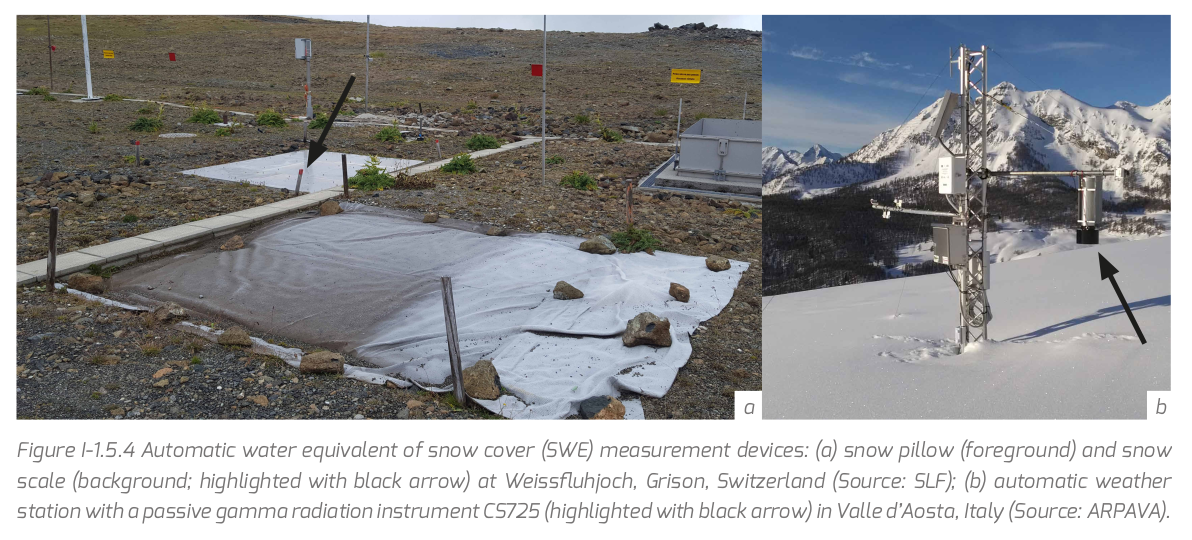 a
b
Figure I-1.5.4 Automatic water equivalent of snow cover (SWE) measurement devices: (a) snow pillow (foreground) and snow
scale (background; highlighted with black arrow) at Weissfluhjoch, Grison, Switzerland (Source: SLF); (b) automatic weather
station with a passive gamma radiation instrument CS725 (highlighted with black arrow) in Valle d’Aosta, Italy (Source: ARPAVA).